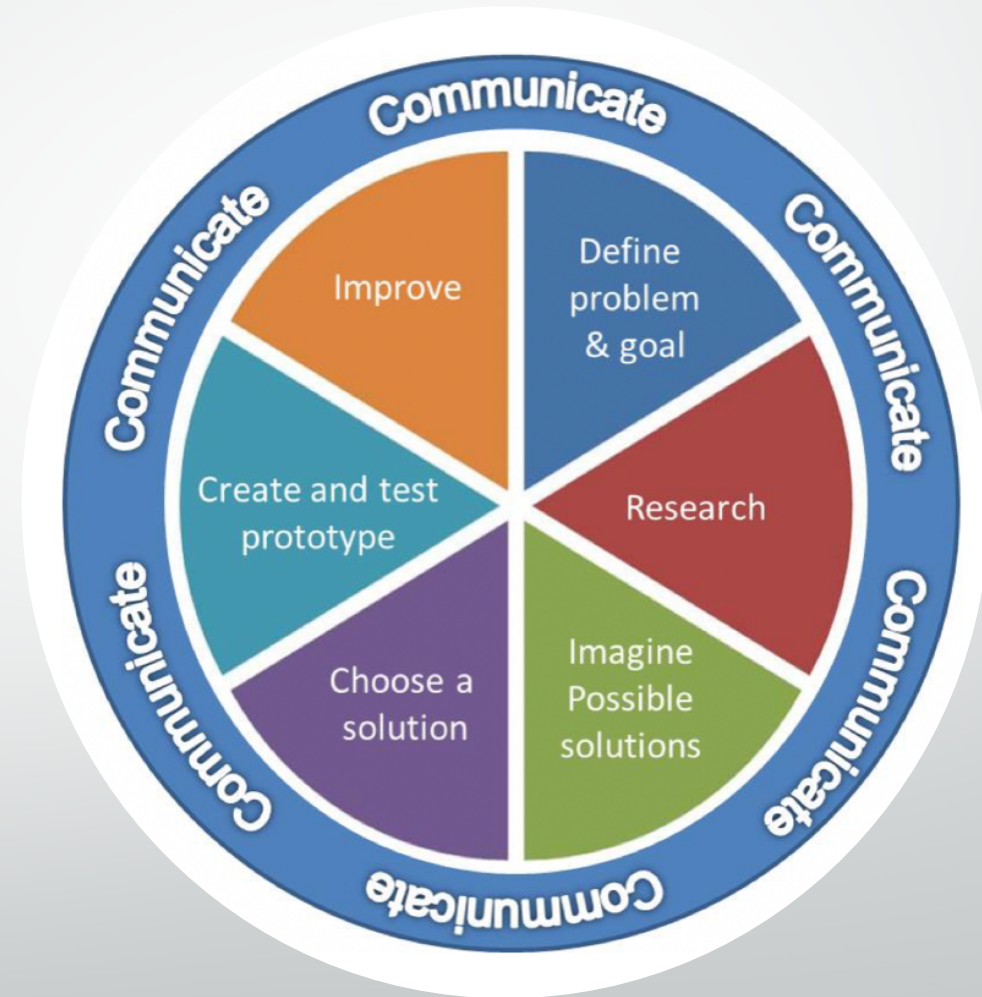 Communicate
Communicate
Communicate
Communicate
Communicate
Communicate
Define
problem
& goal
Research
Imagine
Possible
solutions
Choose a
solution
Create and test
prototype
Improve